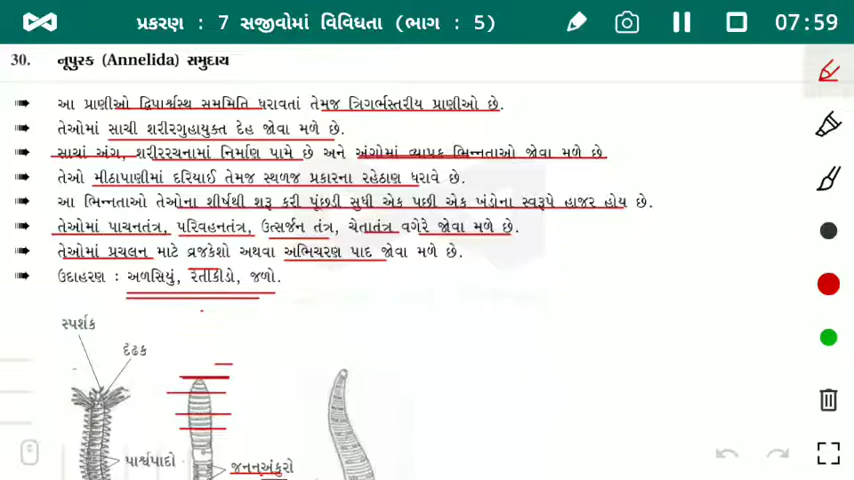 પ્રકરણ : 7 સજીવોમાં વિવિધતા (ભાગ : 5)
07:59
30. નૂપુરક (Annelida) સમુદાય
➠ આ પ્રાણીઓ દ્વિપાર્શ્વસ્થ સમમિતિ ધરાવતાં તેમજ ત્રિગર્ભસ્તરીય પ્રાણીઓ છે.
➠ તેઓમાં સાચી શરીરગુહાયુક્ત દેહ જોવા મળે છે.
➠ સાચાં અંગ, શરીરરચનામાં નિર્માણ પામે છે અને અંગોમાં વ્યાપક ભિન્નતાઓ જોવા મળે છે.
➠ તેઓ મીઠાપાણીમાં દરિયાઈ તેમજ સ્થળજ પ્રકારના રહેઠાણ ધરાવે છે.
➠ આ ભિન્નતાઓ તેઓના શીર્ષથી શરૂ કરી પૂંછડી સુધી એક પછી એક ખંડોના સ્વરૂપે હાજર હોય છે.
➠ તેઓમાં પાચનતંત્ર, પરિવહનતંત્ર, ઉત્સર્જન તંત્ર, ચેતાતંત્ર વગેરે જોવા મળે છે.
➠ તેઓમાં પ્રચલન માટે વ્રજકેશો અથવા અભિચરણ પાદ જોવા મળે છે.
➠ ઉદાહરણ : અળસિયું, રેતીકીડો, જળો.
સ્પર્શક
દૈહક
પાર્શ્વપાદો
જનનઅંકુરો